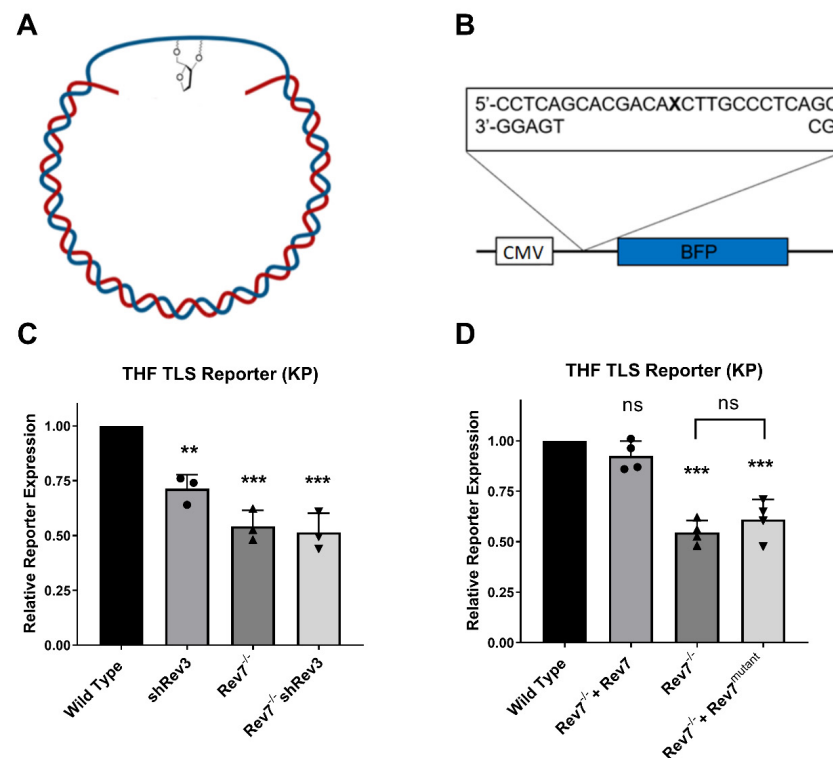 A
B
5'-CCTCAGCACGACAXCTTGCCCTCAGC
3'-GGAGT CG
CMV
BFP
C
THF TLS Reporter (KP)
Relative Reporter Expression
1.00
0.75
0.50
0.25
0.00
**
***
***
Wild Type
shRev3
Rev7-/-
Rev7-/- shRev3
D
THF TLS Reporter (KP)
Relative Reporter Expression
1.00
0.75
0.50
0.25
0.00
ns
ns
***
***
Wild Type
Rev7-/- + Rev7
Rev7-/-
Rev7-/- + Rev7mutant
O
O
O